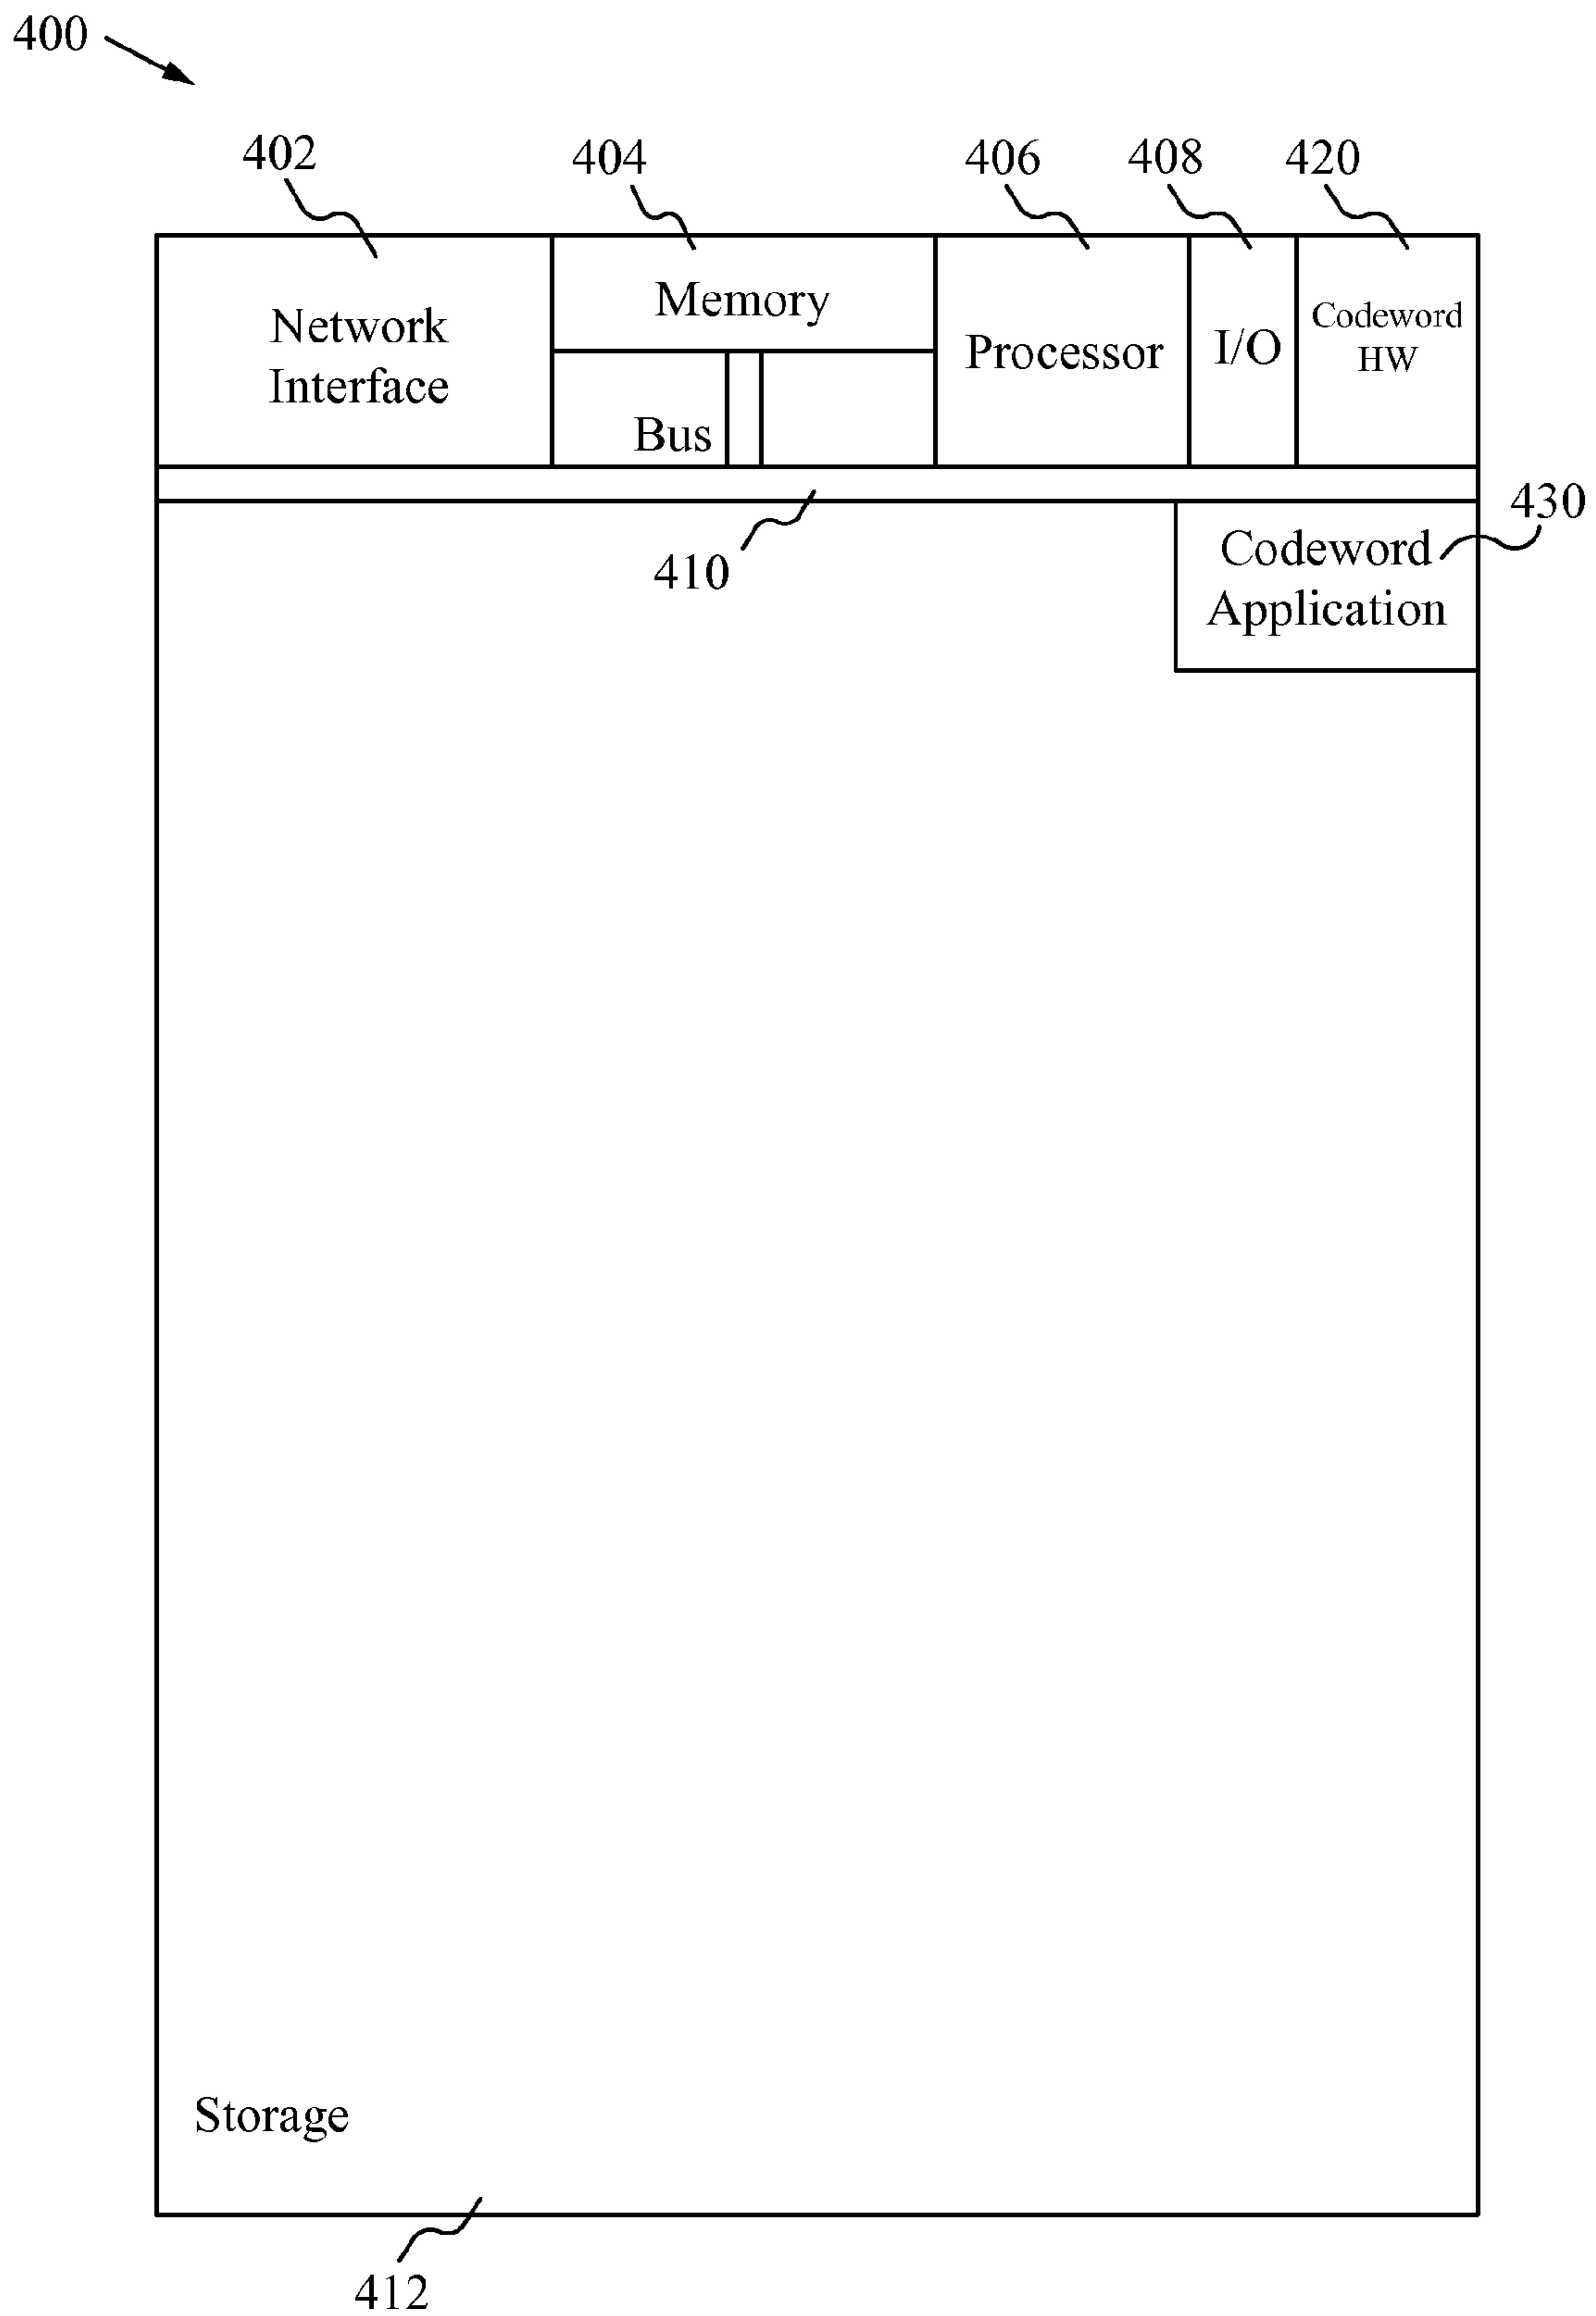 400
402
404
406
408
420
Network
Interface
Memory
Bus
Processor
I/O
Codeword
HW
410
430
Codeword
Application
Storage
412